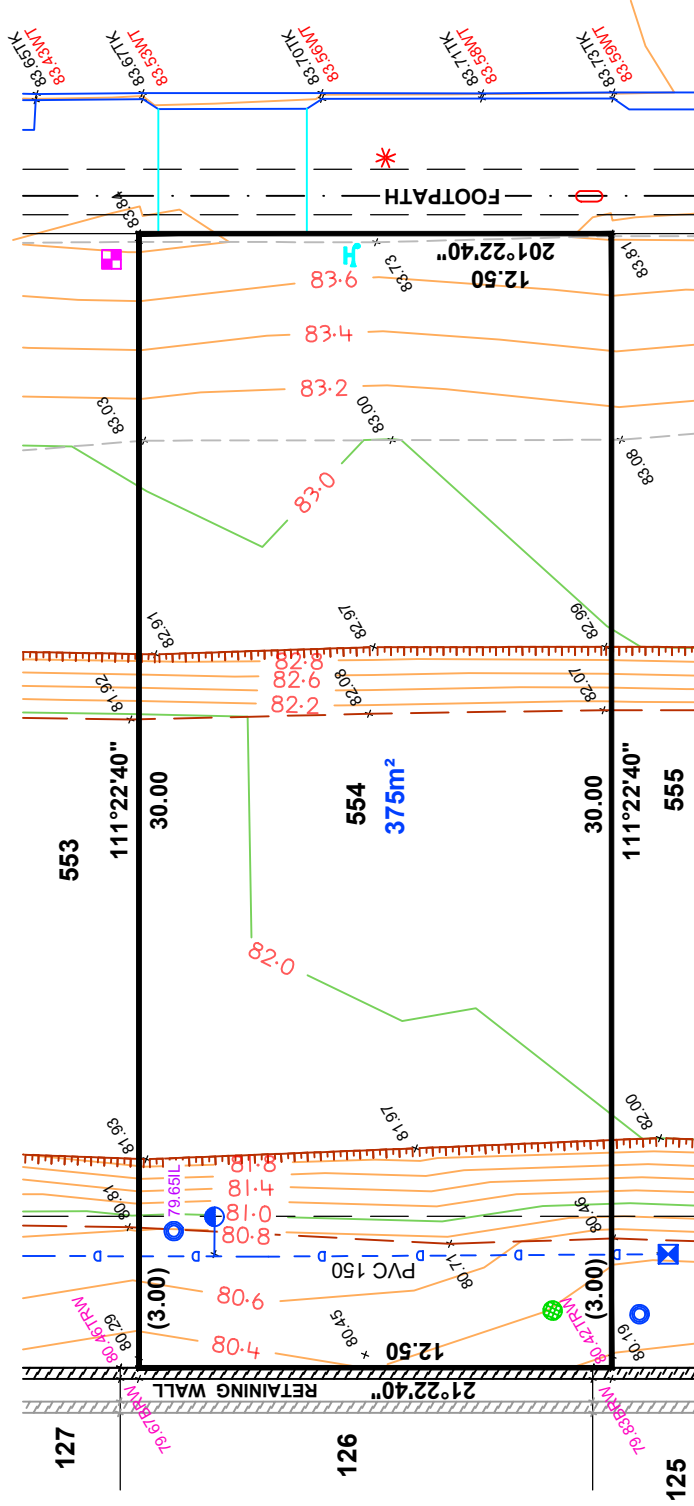 83.65TK
83.43WT
83.67TK
83.53WT
83.70TK
83.56WT
83.71TK
83.58WT
83.73TK
83.59WT
FOOTPATH
83.84
H
83.73
201°22'40"
12.50
83.81
83.6
83.4
83.2
83.03
83.00
83.08
83.0
82.91
82.97
82.99
82.8
82.6
82.2
81.92
82.08
82.07
553
111°22'40"
30.00
554
375m²
30.00
111°22'40"
555
82.0
81.93
81.97
82.00
81.8
81.4
81.0
80.8
79.65IL
80.81
80.46
D
D
D
D
D
D
D
PVC 150
80.71
80.6
80.4
(3.00)
(3.00)
80.46TRW
80.29
80.45
12.50
80.42TRW
80.19
RETAINING WALL
21°22'40"
79.67BRW
79.83BRW
127
126
125